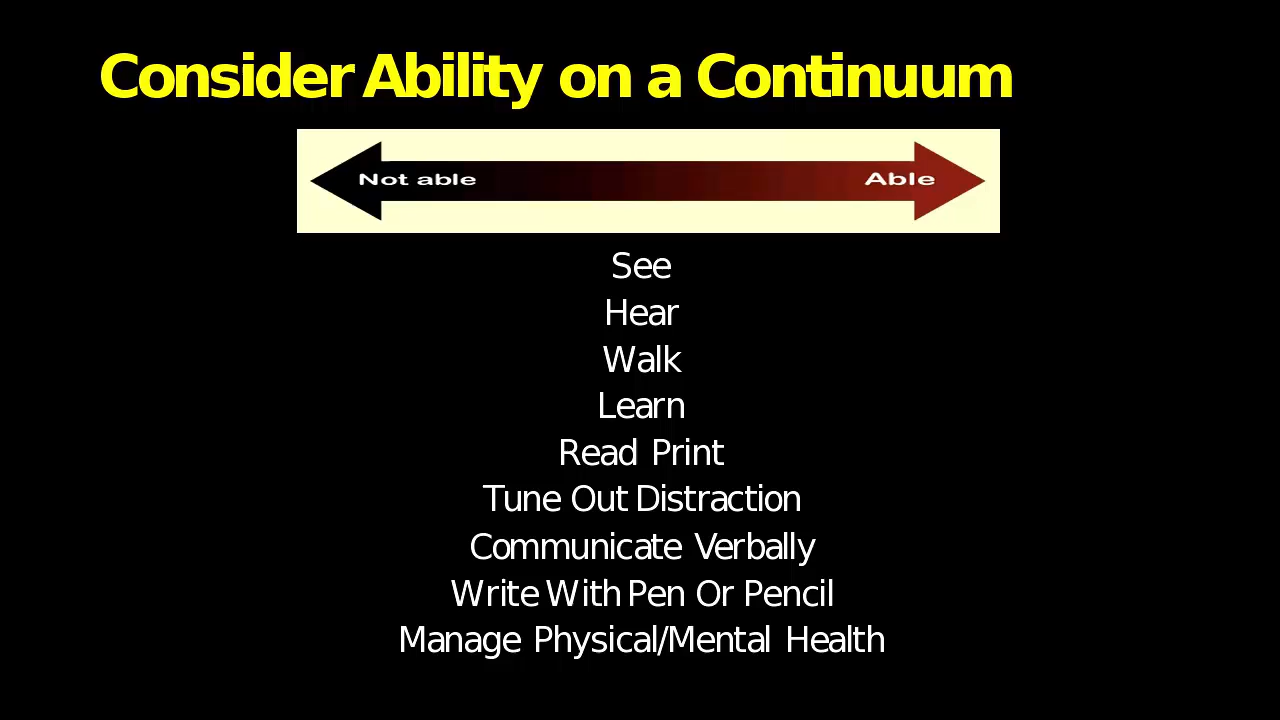 Consider Ability on a Continuum
Not able Able
See
Hear
Walk
Learn
Read Print
Tune Out Distraction
Communicate Verbally
Write With Pen Or Pencil
Manage Physical/Mental Health